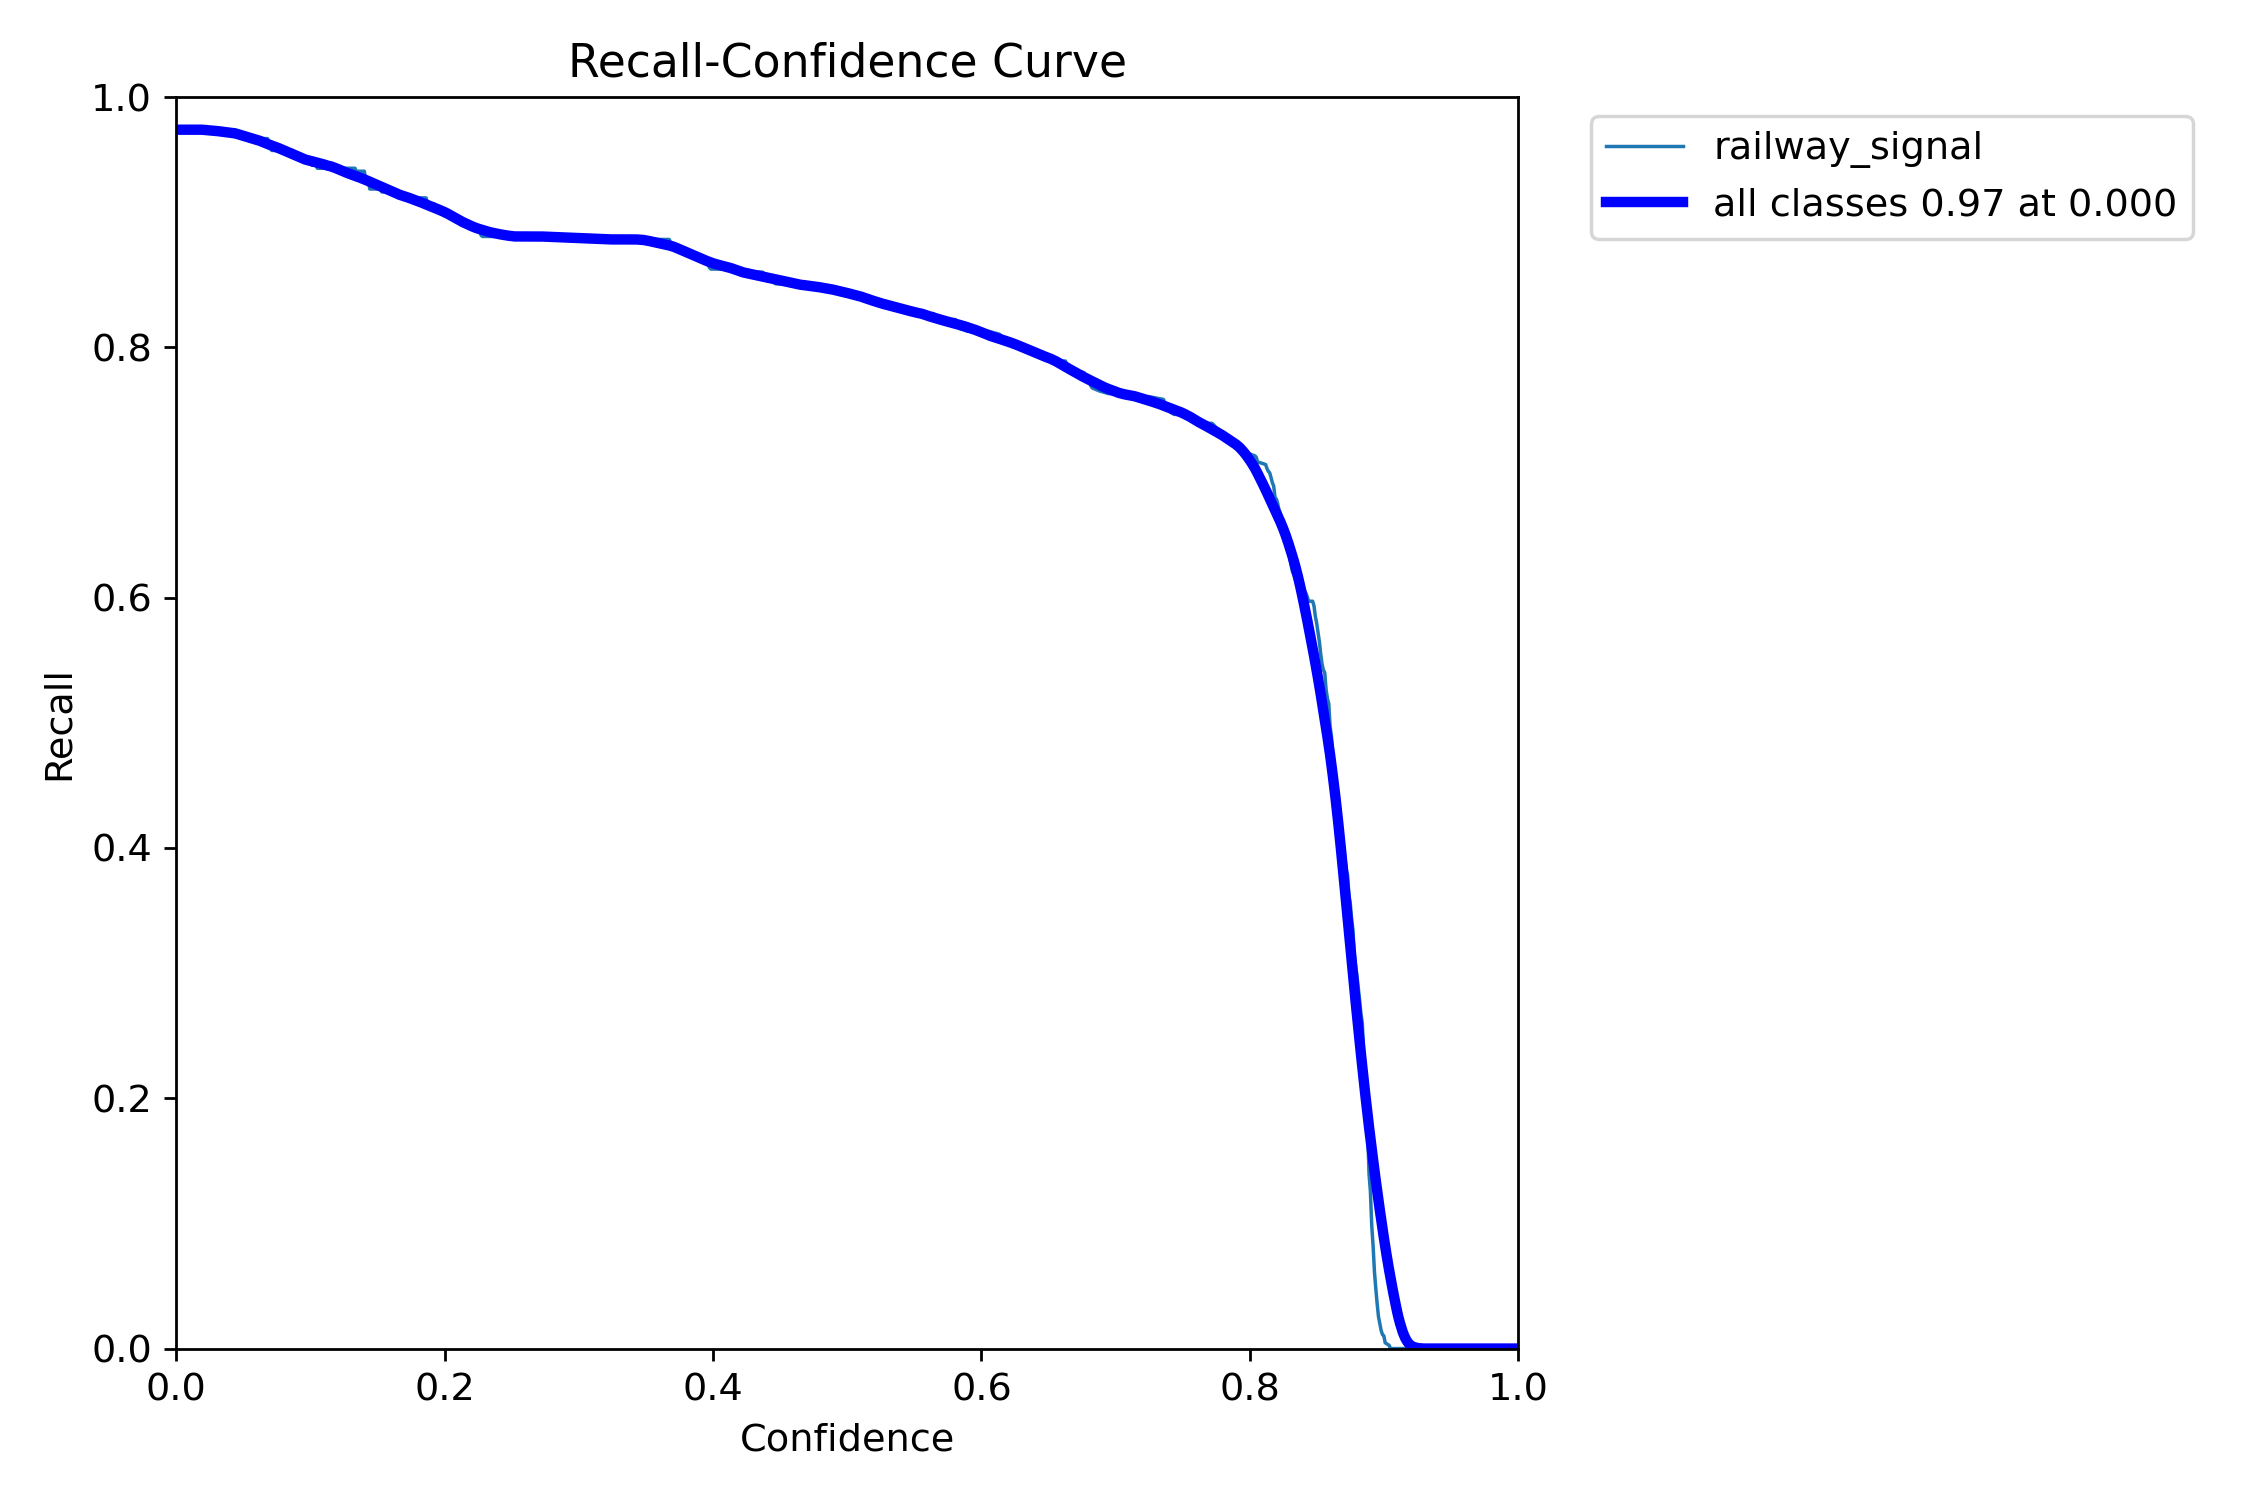 Recall-Confidence Curve
1.0
0.8
0.6
0.4
0.2
0.0
Recall
0.0 0.2 0.4 0.6 0.8 1.0
Confidence
railway_signal
all classes 0.97 at 0.000